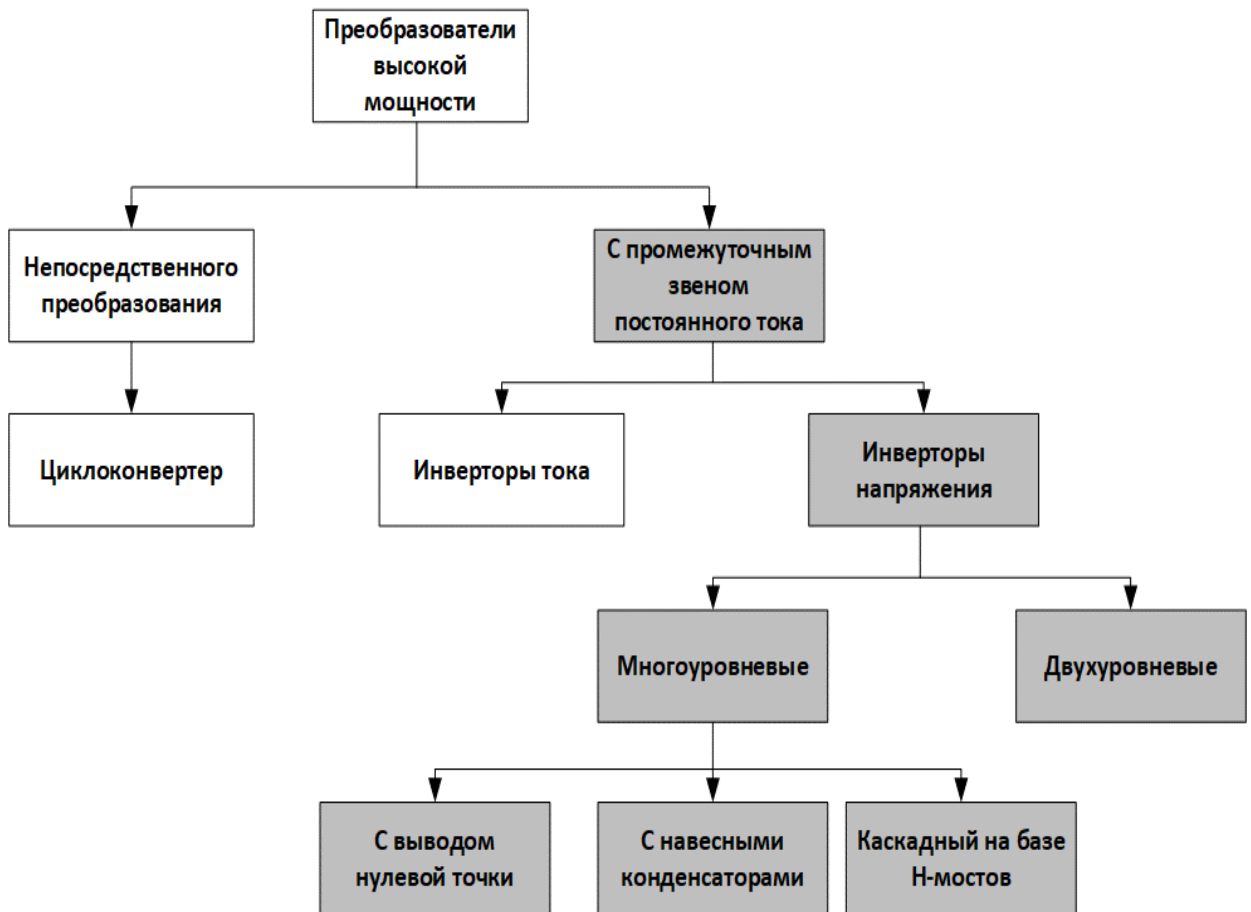 Преобразователи
высокой
мощности
Непосредственного
преобразования
С промежуточным
звеном
постоянного тока
Циклоконвертер
Инверторы тока
Инверторы
напряжения
Многоуровневые
Двухуровневые
С выводом
нулевой точки
С навесными
конденсаторами
Каскадный на базе
Н-мостов